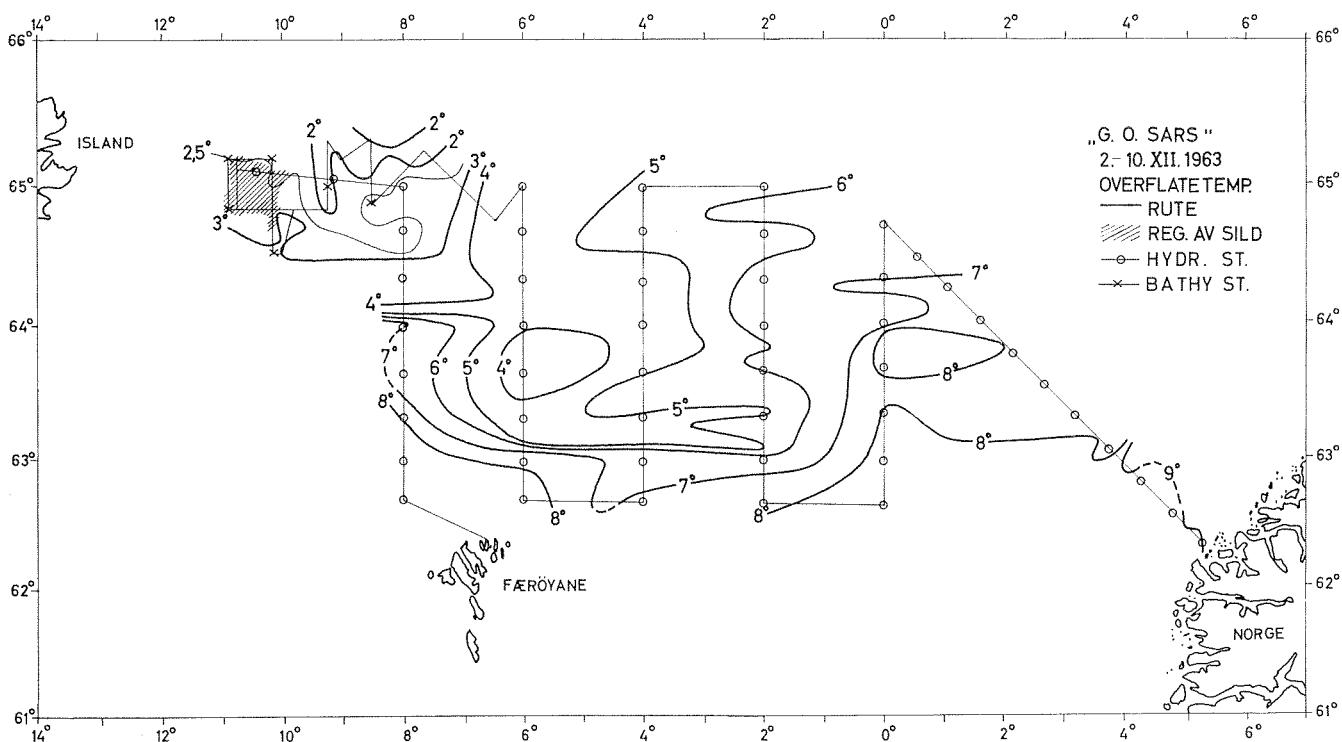 14° 12° 10° 8° 6° 4° 2° 0° 2° 4° 6°
66° 66°
ISLAND
2° 2°
2,5° 2°
5°
3° 4°
65° 65°
6°
3°
7°
4°
64° 64°
7° 6° 5° 4° 8°
8° 5°
8°
63° 63°
9°
7°
8° 8°
62° 62°
FÆRÖYANE
NORGE
61° 61°
14° 12° 10° 8° 6° 4° 2° 0° 2° 4° 6°
„G. O. SARS"
2.- 10. XII. 1963
OVERFLATETEMP.
RUTE
REG. AV SILD
HYDR. ST.
BATHY ST.